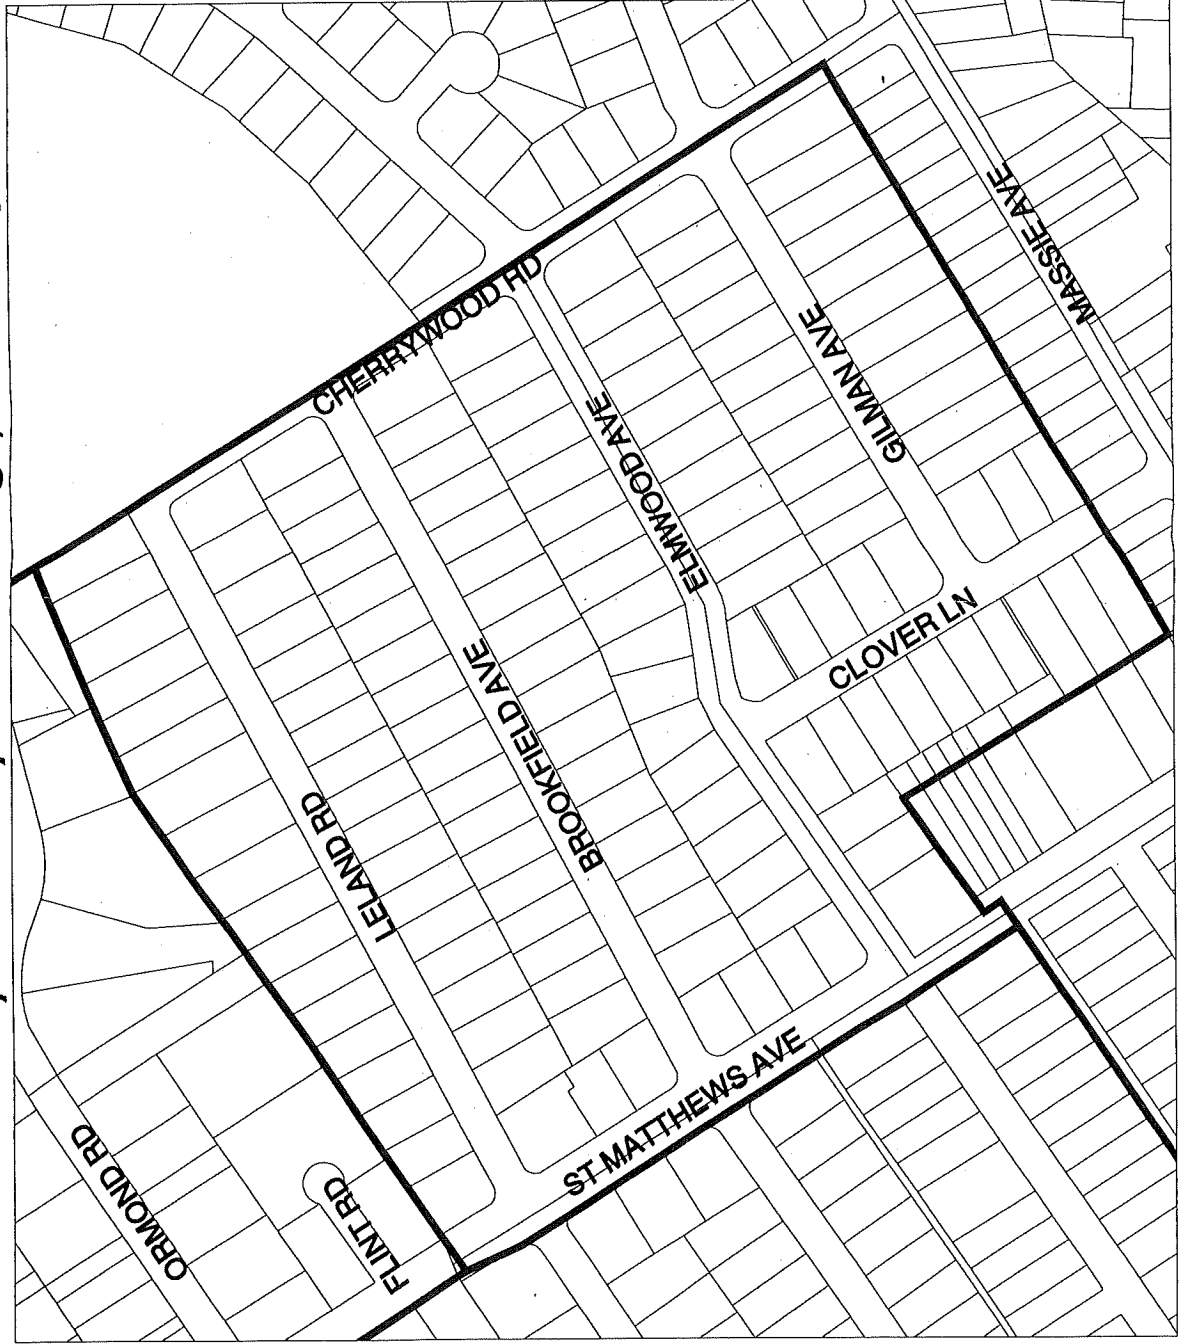 MASSIE AVE
CHERRYWOOD RD
GILMAN AVE
ELMWOOD AVE
CLOVER LN
BROOKFIELD AVE
LELAND RD
ST MATTHEWS AVE
ORMOND RD
FLINT RD